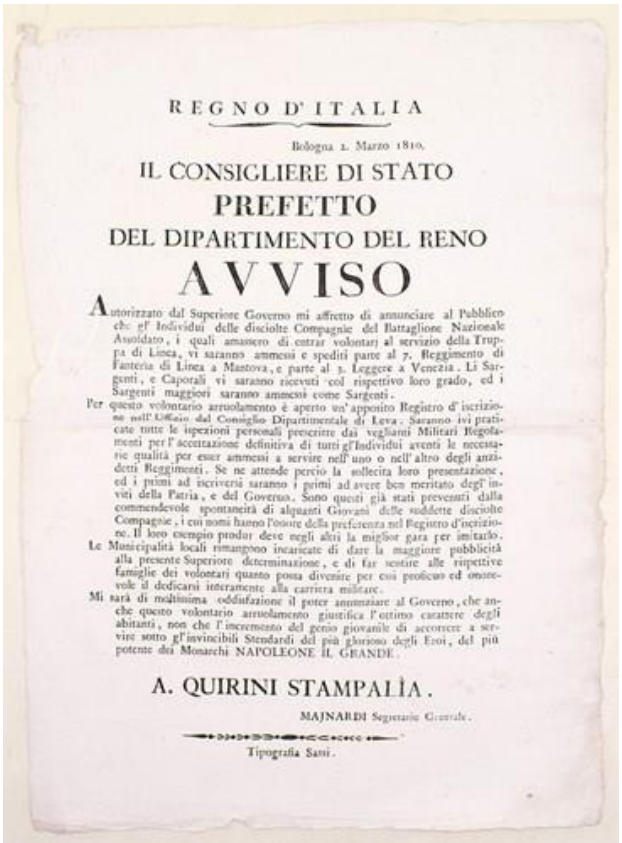 REGNO D'ITALIA
Bologna 2. Marzo 1810.
IL CONSIGLIERE DI STATO
PREFETTO
DEL DIPARTIMENTO DEL RENO
AVVISO
Autorizzato dal Superiore Governo mi affretto di annunciare al Pubblico
che gl' Individui delle disciolte Compagnie del Battaglione Nazionale
Assoldato, i quali amassero di entrar volontarj al servizio della Trup-
pa di Linea, vi saranno ammessi e spediti parte al 7. Reggimento di
Fanteria di Linea a Mantova, e parte al 3. Leggere a Venezia. Li Sar-
genti, e Caporali vi saranno ricevuti col rispettivo loro grado, ed i
Sargenti maggiori saranno ammessi come Sargenti.
Per questo volontario arruolamento è aperto un' apposito Registro d' iscrizio-
ne nell' Uffizio dal Consiglio Dipartimentale di Leva. Saranno ivi prati-
cate tutte le ispezioni personali prescritte dai veglianti Militari Regola-
menti per l' accettazione definitiva di tutti gl' Individui aventi le necessa-
rie qualità per esser ammessi a servire nell' uno o nell' altro degli anzi-
detti Reggimenti. Se ne attende perciò la sollecita loro presentazione,
ed i primi ad iscriversi saranno i primi ad avere ben meritato degl' in-
viti della Patria, e del Governo. Sono questi già stati prevenuti dalla
commendevole spontaneità di alquanti Giovani delle suddette disciolte
Compagnie, i cui nomi hanno l'onore della preferenza nel Registro d'iscrizio-
ne. Il loro esempio produr deve negli altri la miglior gara per imitarlo.
Le Municipalità locali rimangono incaricate di dare la maggiore pubblicità
alla presente Superiore determinazione, e di far sentire alle rispettive
famiglie dei volontari quanto possa divenire per essi proficuo ed onore-
vole il dedicarsi interamente alla carriera militare.
Mi sarà di moltissima soddisfazione il poter annunziare al Governo, che an-
che questo volontario arruolamento giustifica l'ottimo carattere degli
abitanti, non che l'incremento del genio giovanile di accorrere a ser-
vire sotto gl'invincibili Stendardi del più glorioso degli Eroi, del più
potente dei Monarchi NAPOLEONE IL GRANDE.
A. QUIRINI STAMPALIA.
MAJNARDI Segretario Generale.
Tipografia Sassi.